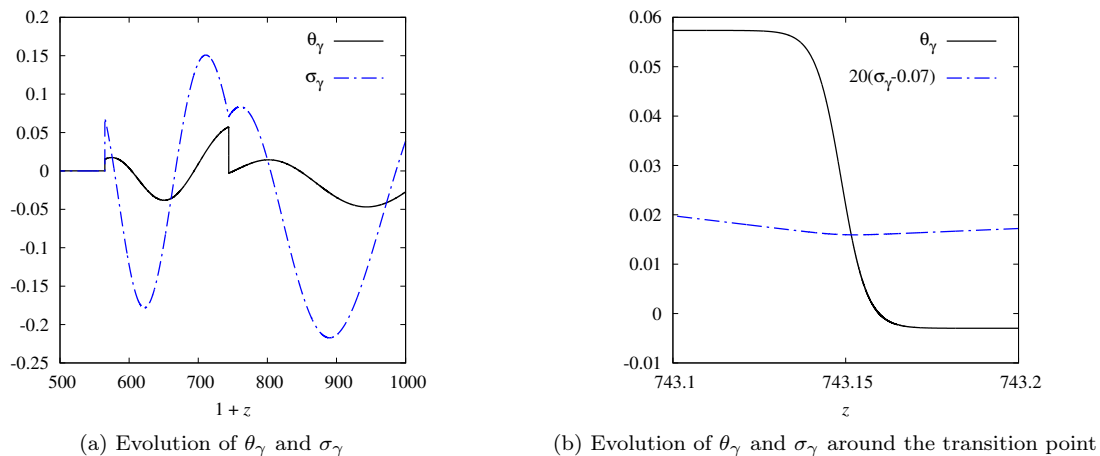 0.2
0.15
0.1
0.05
0
-0.05
-0.1
-0.15
-0.2
-0.25
500 600 700 800 900 1000
1 + z
θγ
σγ
(a) Evolution of θγ and σγ
0.06
0.05
0.04
0.03
0.02
0.01
0
-0.01
743.1 743.15 743.2
z
θγ
20(σγ-0.07)
(b) Evolution of θγ and σγ around the transition point